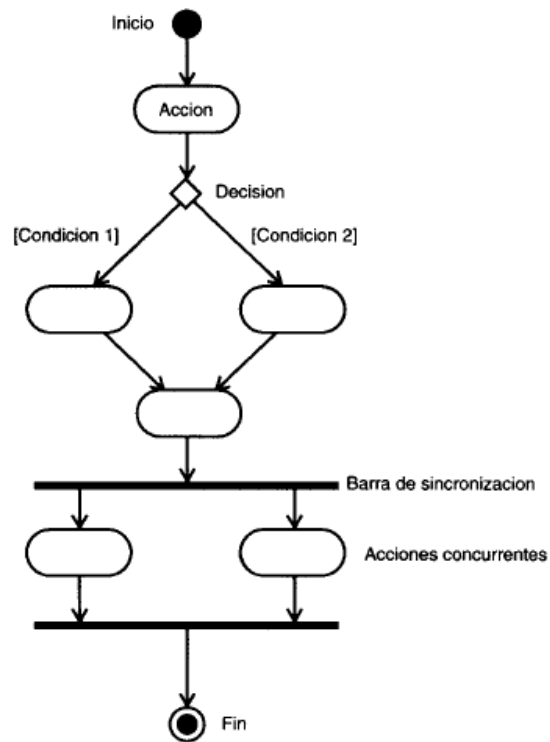 Inicio
Accion
Decision
[Condicion 1]
[Condicion 2]
Barra de sincronizacion
Acciones concurrentes
Fin